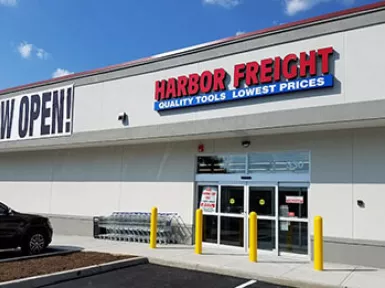 W OPEN!
HARBOR FREIGHT
QUALITY TOOLS LOWEST PRICES